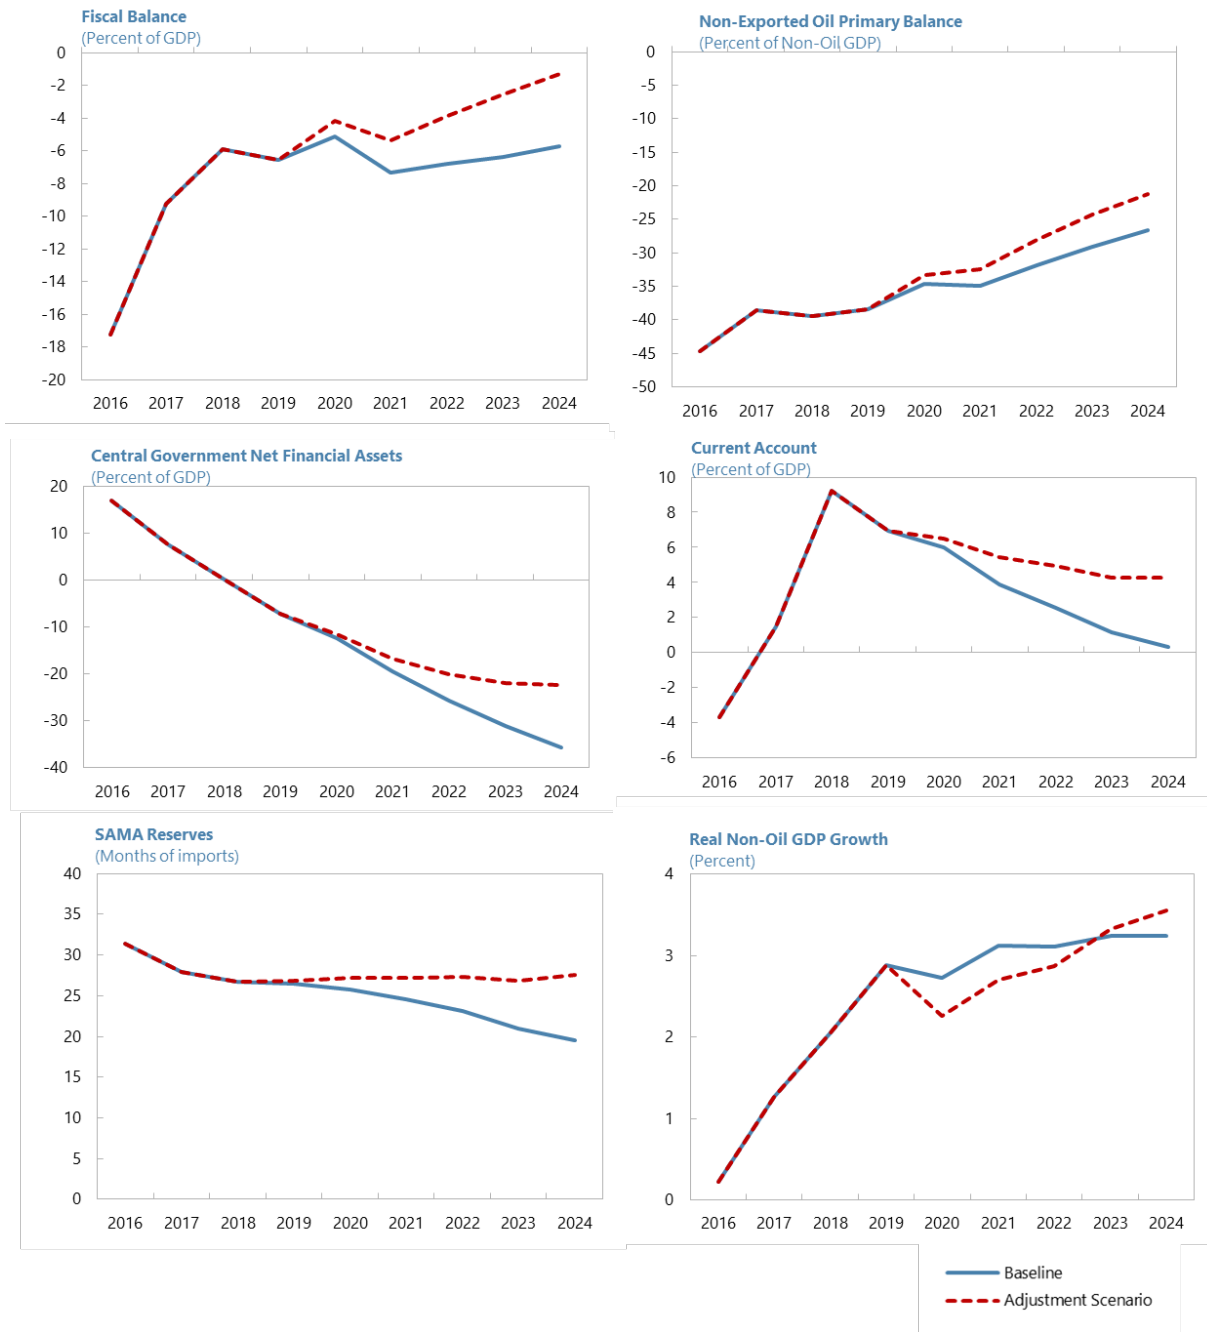 Fiscal Balance
(Percent of GDP)
0
-2
-4
-6
-8
-10
-12
-14
-16
-18
-20
2016 2017 2018 2019 2020 2021 2022 2023 2024
Non-Exported Oil Primary Balance
(Percent of Non-Oil GDP)
0
-5
-10
-15
-20
-25
-30
-35
-40
-45
-50
2016 2017 2018 2019 2020 2021 2022 2023 2024
Central Government Net Financial Assets
(Percent of GDP)
20
10
0
-10
-20
-30
-40
2016 2017 2018 2019 2020 2021 2022 2023 2024
Current Account
(Percent of GDP)
10
8
6
4
2
0
-2
-4
-6
2016 2017 2018 2019 2020 2021 2022 2023 2024
SAMA Reserves
(Months of imports)
40
35
30
25
20
15
10
5
0
2016 2017 2018 2019 2020 2021 2022 2023 2024
Real Non-Oil GDP Growth
(Percent)
4
3
2
1
0
2016 2017 2018 2019 2020 2021 2022 2023 2024
Baseline
Adjustment Scenario